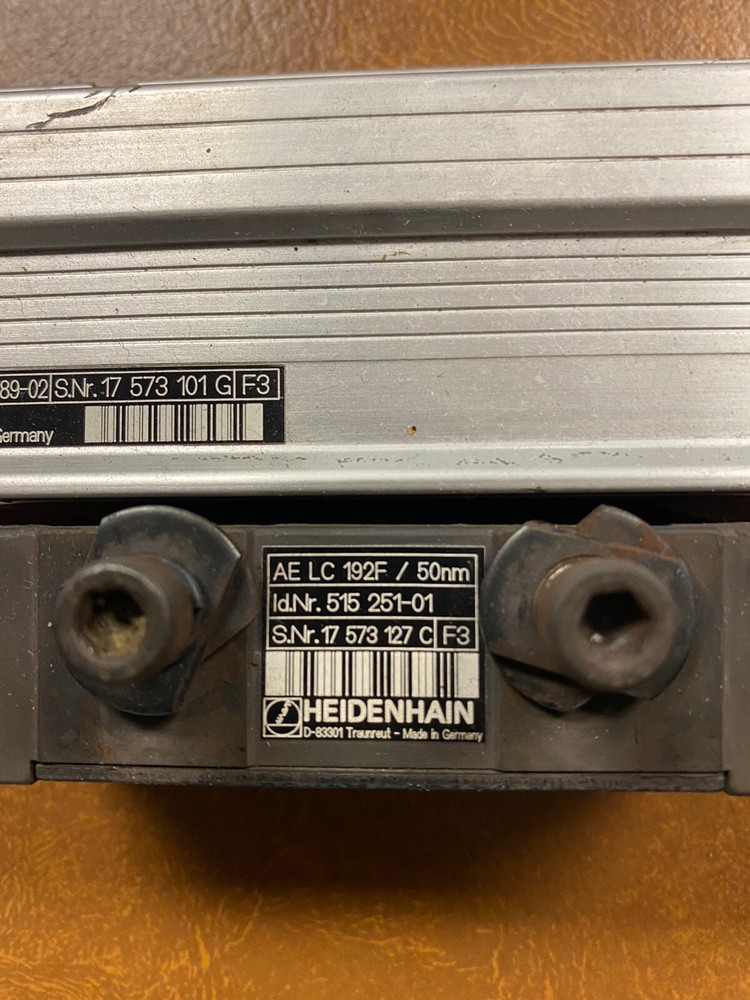 89-02 S.Nr. 17 573 101 G F3
Germany
AE LC 192F / 50nm
Id.Nr. 515 251-01
S.Nr. 17 573 127 C F3
HEIDENHAIN
D-83301 Traunreut - Made in Germany